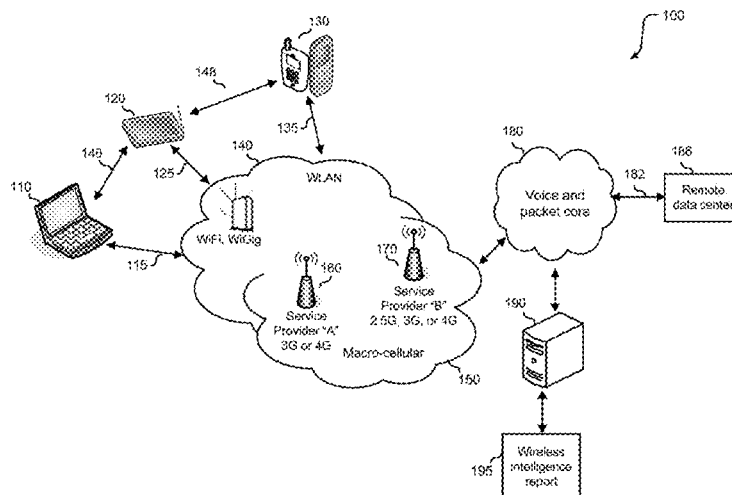 100
130
148
120
135
110
125
140
WLAN
180
186
182
Voice and
packet core
Remote
data center
WiFi, WiGig
115
170
160
Service
Provider "B"
2.5G, 3G, or 4G
Service
Provider "A"
3G or 4G
Macro-cellular
150
190
195
Wireless
intelligence
report